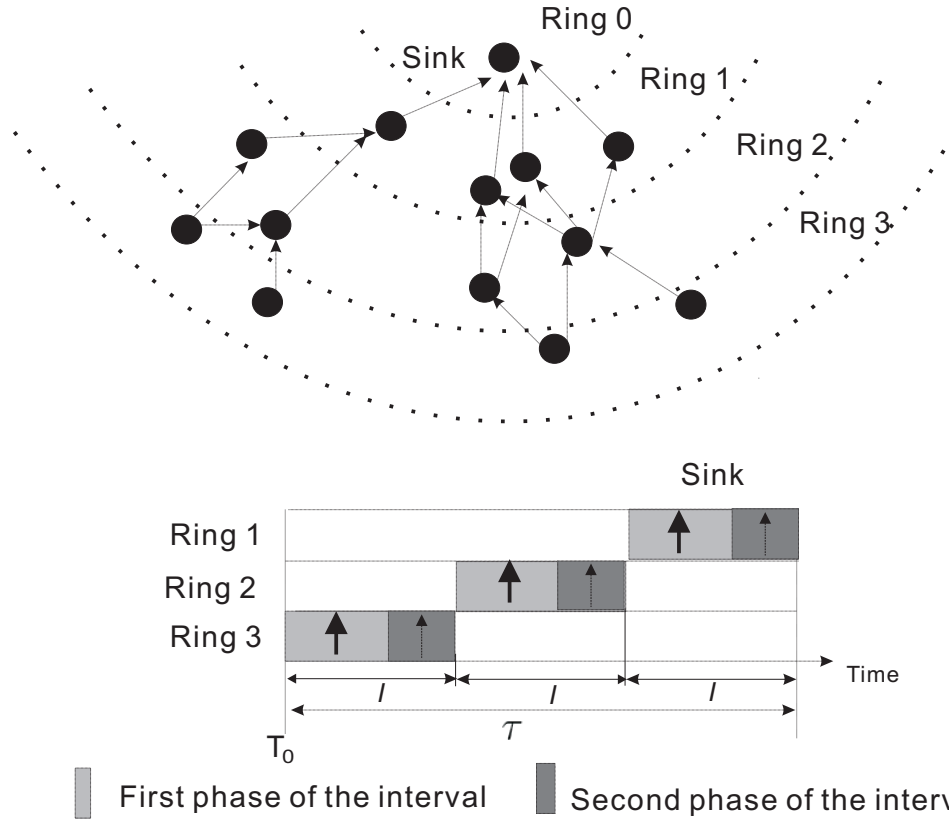 Ring 0
Sink
Ring 1
Ring 2
Ring 3
Sink
Ring 1
Ring 2
Ring 3
Time
l l l
τ
T0
First phase of the interval
Second phase of the interv